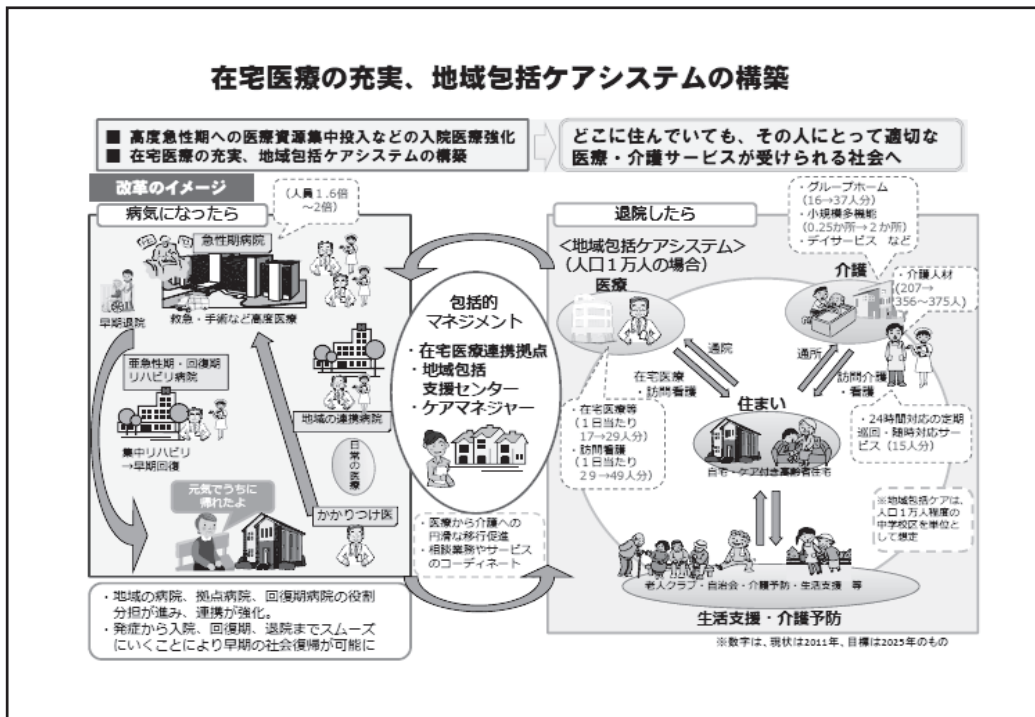 在宅医療の充実、地域包括ケアシステムの構築
■ 高度急性期への医療資源集中投入などの入院医療強化
■ 在宅医療の充実、地域包括ケアシステムの構築
どこに住んでいても、その人にとって適切な
医療・介護サービスが受けられる社会へ
改革のイメージ
病気になったら
(人員1.6倍
～2倍)
急性期病院
早期退院
救急・手術など高度医療
亜急性期・回復期
リハビリ病院
地域の連携病院
集中リハビリ
→早期回復
日常の医療
元気でうちに
帰れたよ
かかりつけ医
・地域の病院、拠点病院、回復期病院の役割
分担が進み、連携が強化。
・発症から入院、回復期、退院までスムーズ
にいくことにより早期の社会復帰が可能に
包括的
マネジメント
・在宅医療連携拠点
・地域包括
支援センター
・ケアマネジャー
・医療から介護への
円滑な移行促進
・相談業務やサービス
のコーディネート
退院したら
<地域包括ケアシステム>
(人口1万人の場合)
・グループホーム
(16→37人分)
・小規模多機能
(0.25か所→2か所)
・デイサービス など
医療
介護
・介護人材
(207→
356～375人)
通院
通所
在宅医療
・訪問看護
訪問介護
・看護
住まい
・在宅医療等
(1日当たり
17→29人分)
・訪問看護
(1日当たり
29→49人分)
・24時間対応の定期
巡回・随時対応サー
ビス(15人分)
自宅・ケア付き高齢者住宅
※地域包括ケアは、
人口1万人程度の
中学校区を単位と
して想定
老人クラブ・自治会・介護予防・生活支援 等
生活支援・介護予防
※数字は、現状は2011年、目標は2025年のもの